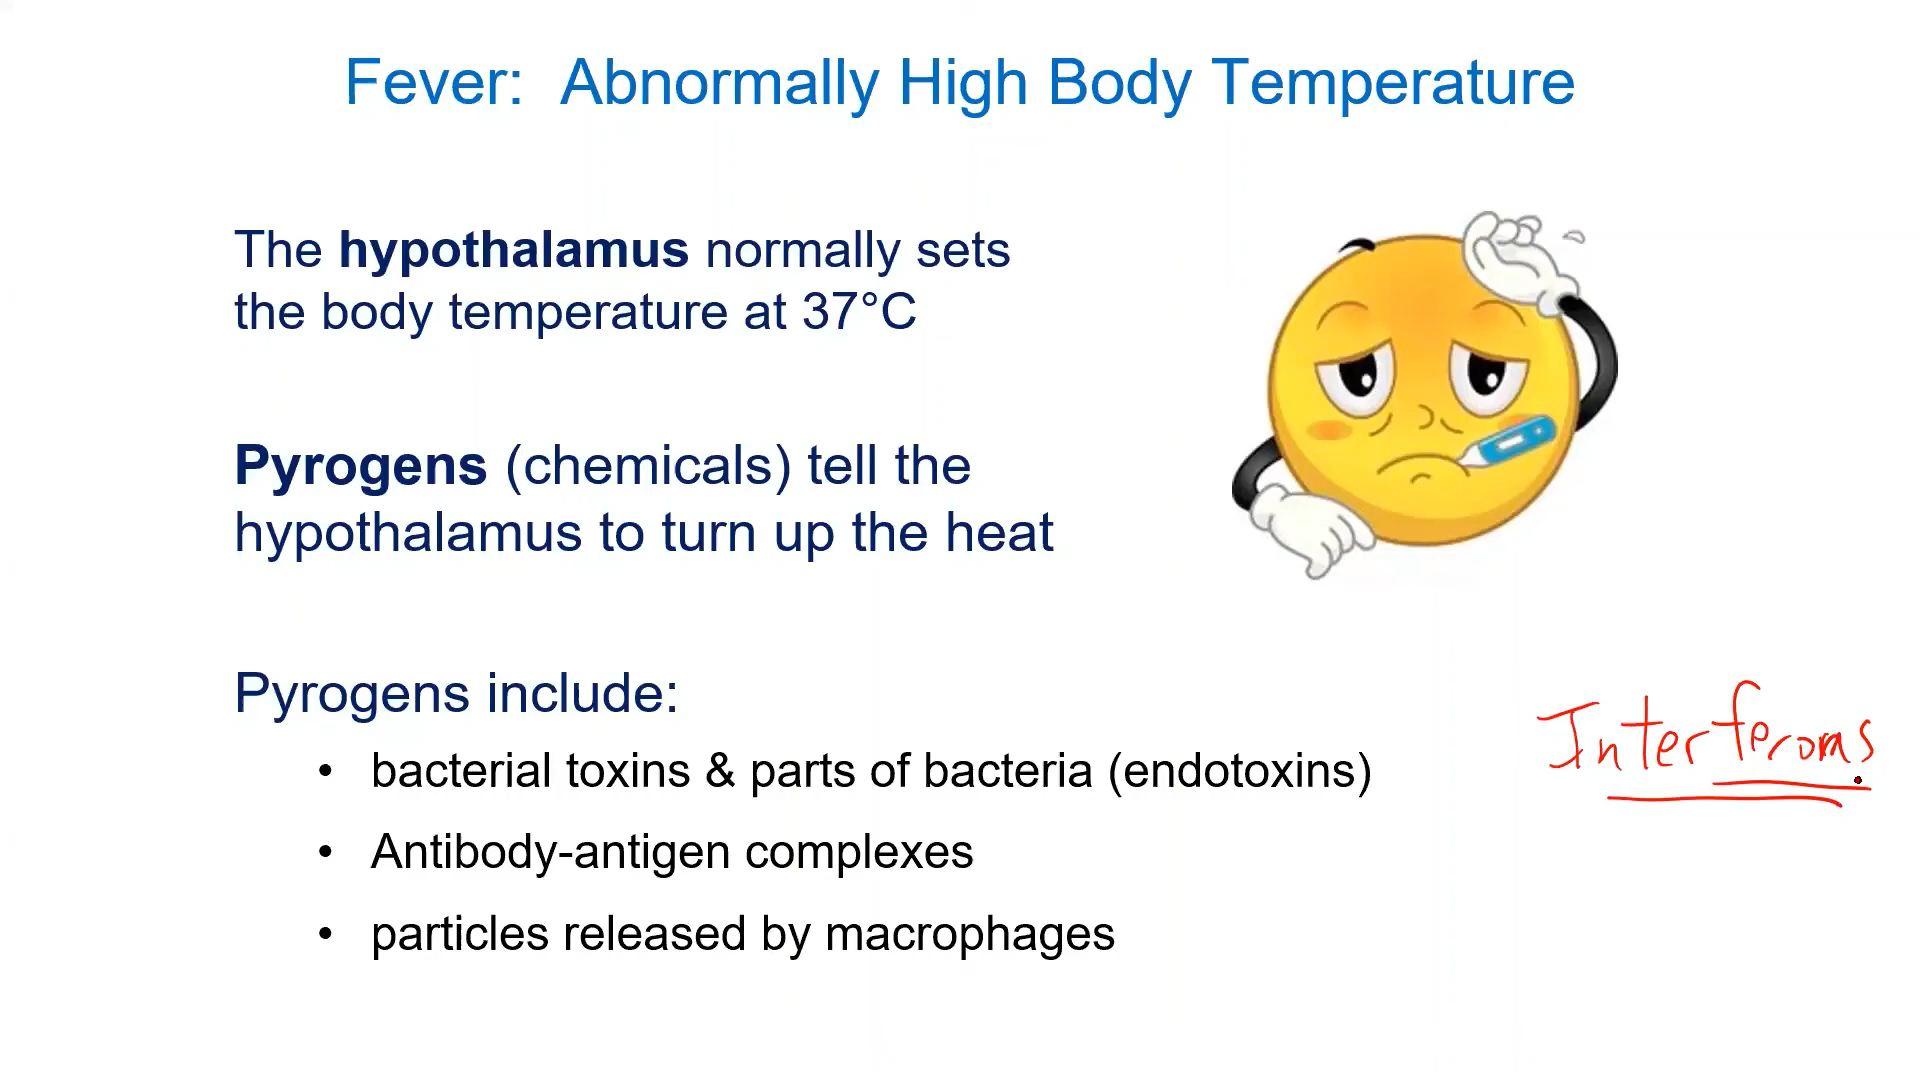 Fever: Abnormally High Body Temperature
The hypothalamus normally sets
the body temperature at 37°C
Pyrogens (chemicals) tell the
hypothalamus to turn up the heat
Pyrogens include:
• bacterial toxins & parts of bacteria (endotoxins)
Interferons
• Antibody-antigen complexes
• particles released by macrophages